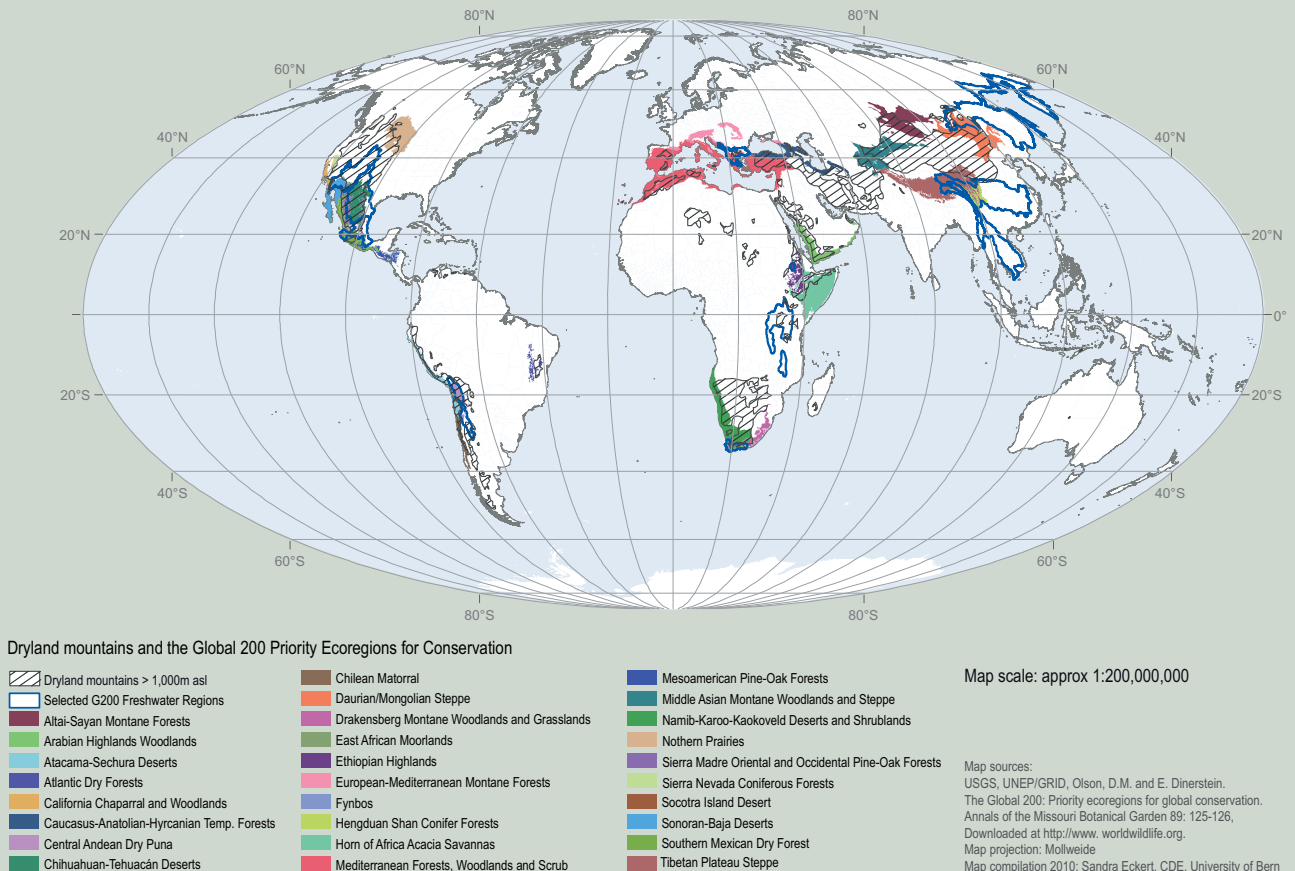 80°N 80°N
60°N 60°N
40°N 40°N
20°N 20°N
0°
20°S 20°S
40°S 40°S
60°S 60°S
80°S 80°S
Dryland mountains and the Global 200 Priority Ecoregions for Conservation
Dryland mountains > 1,000m asl
Selected G200 Freshwater Regions
Altai-Sayan Montane Forests
Arabian Highlands Woodlands
Atacama-Sechura Deserts
Atlantic Dry Forests
California Chaparral and Woodlands
Caucasus-Anatolian-Hyrcanian Temp. Forests
Central Andean Dry Puna
Chihuahuan-Tehuacán Deserts
Chilean Matorral
Daurian/Mongolian Steppe
Drakensberg Montane Woodlands and Grasslands
East African Moorlands
Ethiopian Highlands
European-Mediterranean Montane Forests
Fynbos
Hengduan Shan Conifer Forests
Horn of Africa Acacia Savannas
Mediterranean Forests, Woodlands and Scrub
Mesoamerican Pine-Oak Forests
Middle Asian Montane Woodlands and Steppe
Namib-Karoo-Kaokoveld Deserts and Shrublands
Nothern Prairies
Sierra Madre Oriental and Occidental Pine-Oak Forests
Sierra Nevada Coniferous Forests
Socotra Island Desert
Sonoran-Baja Deserts
Southern Mexican Dry Forest
Tibetan Plateau Steppe
Map scale: approx 1:200,000,000
Map sources:
USGS, UNEP/GRID, Olson, D.M. and E. Dinerstein.
The Global 200: Priority ecoregions for global conservation.
Annals of the Missouri Botanical Garden 89: 125-126,
Downloaded at http://www. worldwildlife.org.
Map projection: Mollweide
Map compilation 2010: Sandra Eckert, CDE, University of Bern